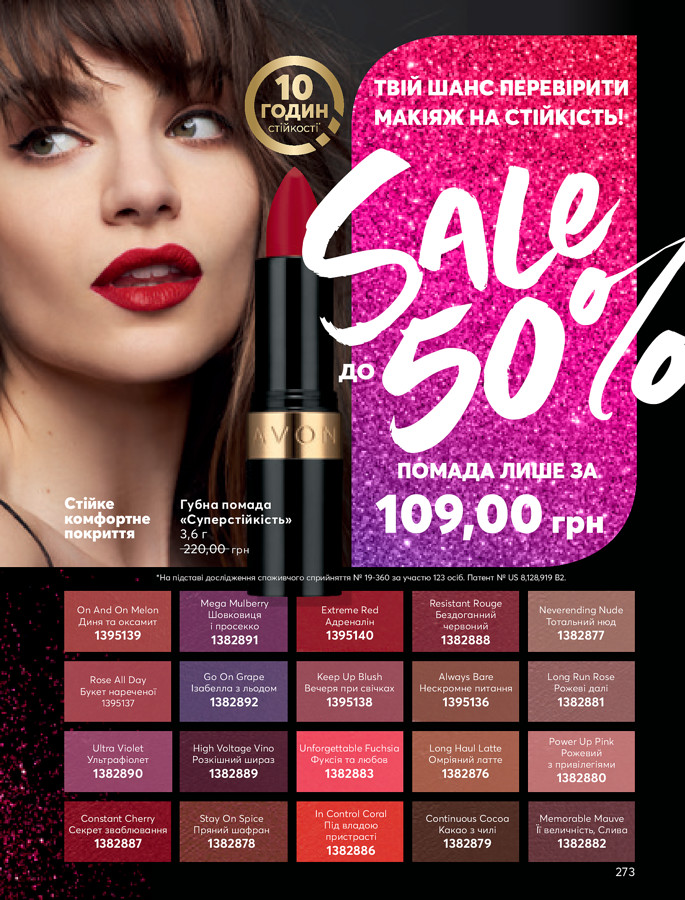 10
ГОДИН
СТІЙКОСТІ*
ТВІЙ ШАНС ПЕРЕВІРИТИ
МАКІЯЖ НА СТІЙКІСТЬ!
SALE
ДО 50%
AVON
ПОМАДА ЛИШЕ ЗА
109,00 грн
Стійке
комфортне
покриття
Губна помада
«Суперстійкість»
3,6 г
220,00 грн
*На підставі дослідження споживчого сприйняття № 19-360 за участю 123 осіб. Патент № US 8,128,919 B2.
On And On Melon
Диня та оксамит
1395139
Mega Mulberry
Шовковиця
і просекко
1382891
Extreme Red
Адреналін
1395140
Resistant Rouge
Бездоганний
червоний
1382888
Neverending Nude
Тотальний нюд
1382877
Rose All Day
Букет нареченої
1395137
Go On Grape
Ізабелла з льодом
1382892
Keep Up Blush
Вечеря при свічках
1395138
Always Bare
Нескромне питання
1395136
Long Run Rose
Рожеві далі
1382881
Ultra Violet
Ультрафіолет
1382890
High Voltage Vino
Розкішний шираз
1382889
Unforgettable Fuchsia
Фуксія та любов
1382883
Long Haul Latte
Омріяний латте
1382876
Power Up Pink
Рожевий
з привілегіями
1382880
Constant Cherry
Секрет зваблювання
1382887
Stay On Spice
Пряний шафран
1382878
In Control Coral
Під владою
пристрасті
1382886
Continuous Cocoa
Какао з чилі
1382879
Memorable Mauve
Її величність, Слива
1382882
273